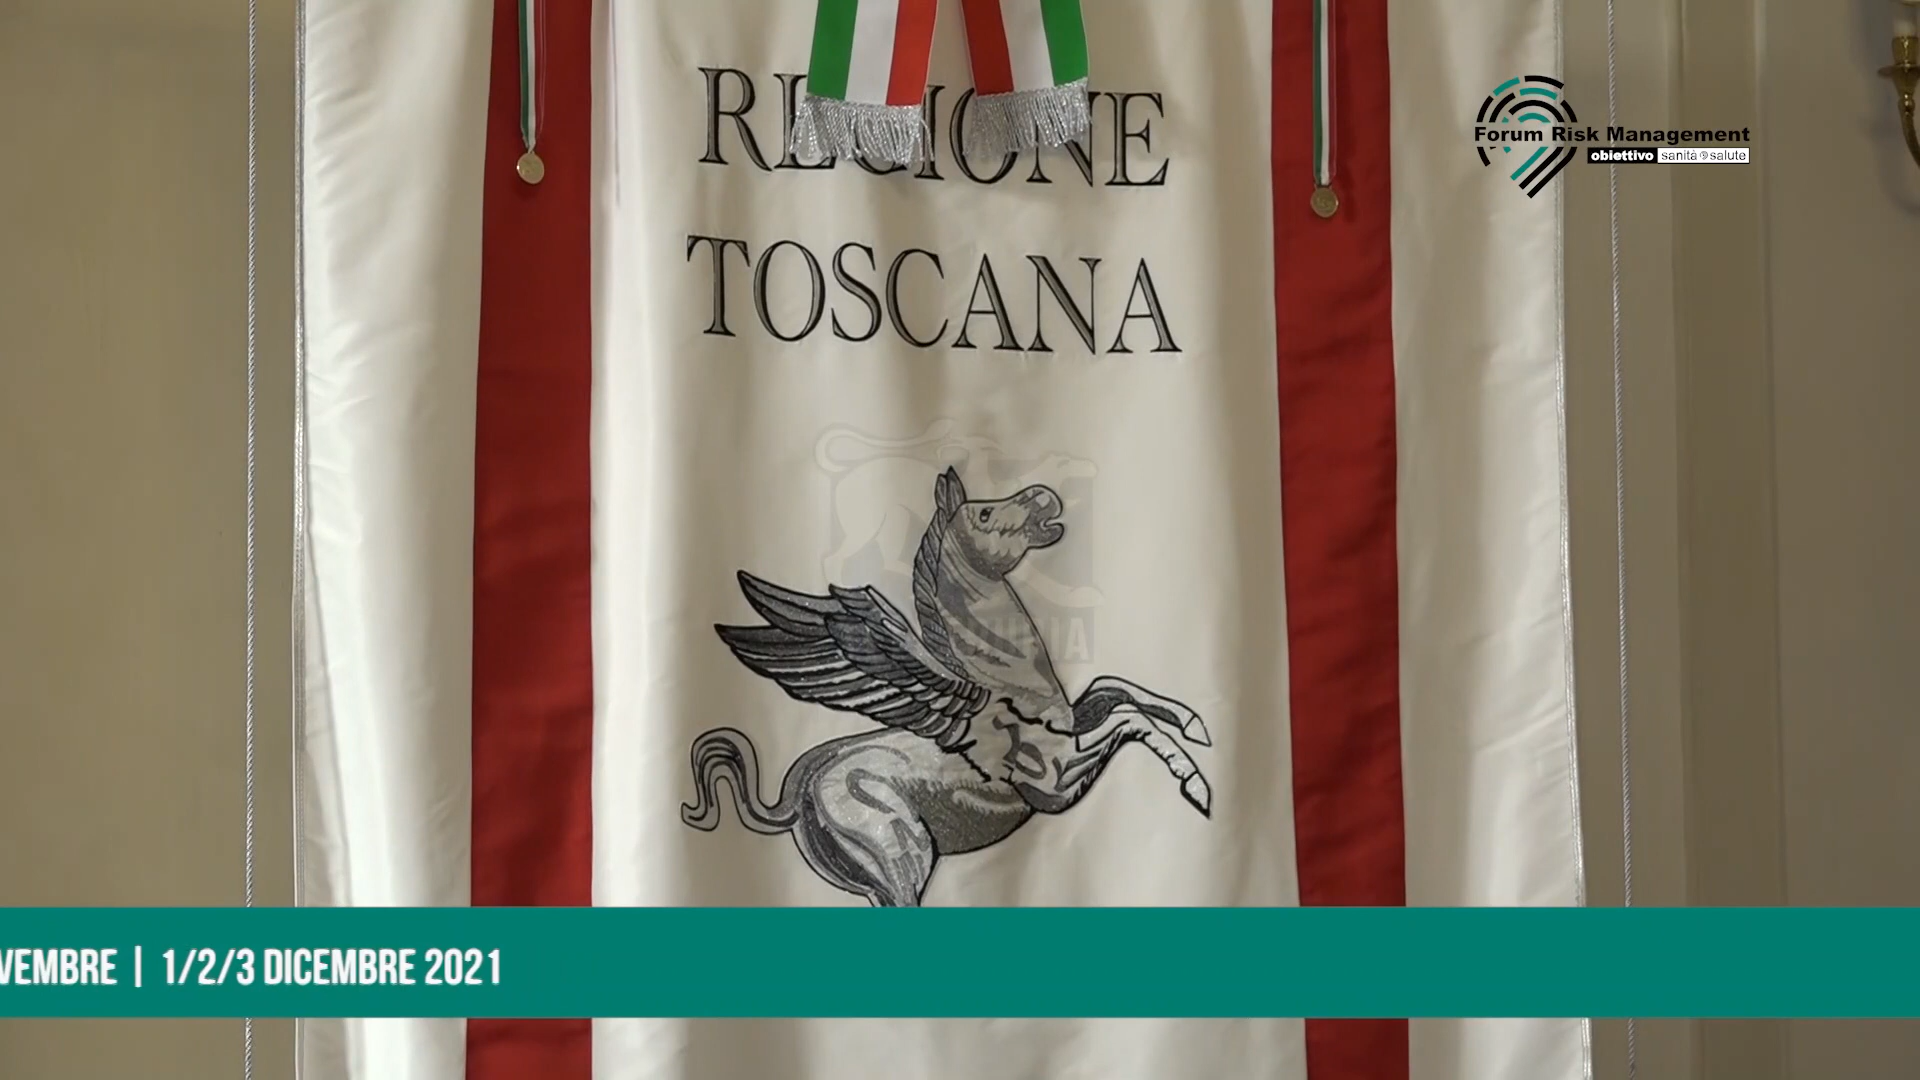 REGIONE
TOSCANA
Forum Risk Management
obiettivo sanità salute
VEMBRE | 1/2/3 DICEMBRE 2021